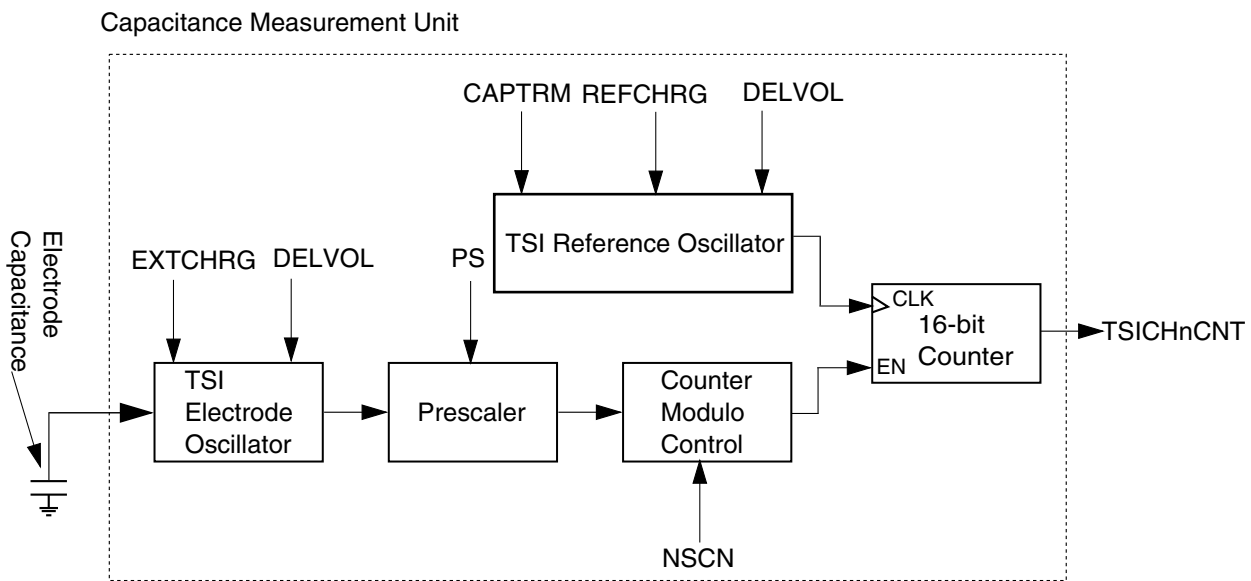 Capacitance Measurement Unit
CAPTRM REFCHRG DELVOL
TSI Reference Oscillator
Electrode
Capacitance
EXTCHRG DELVOL
PS
CLK
16-bit
Counter
EN
TSICHnCNT
TSI
Electrode
Oscillator
Prescaler
Counter
Modulo
Control
NSCN